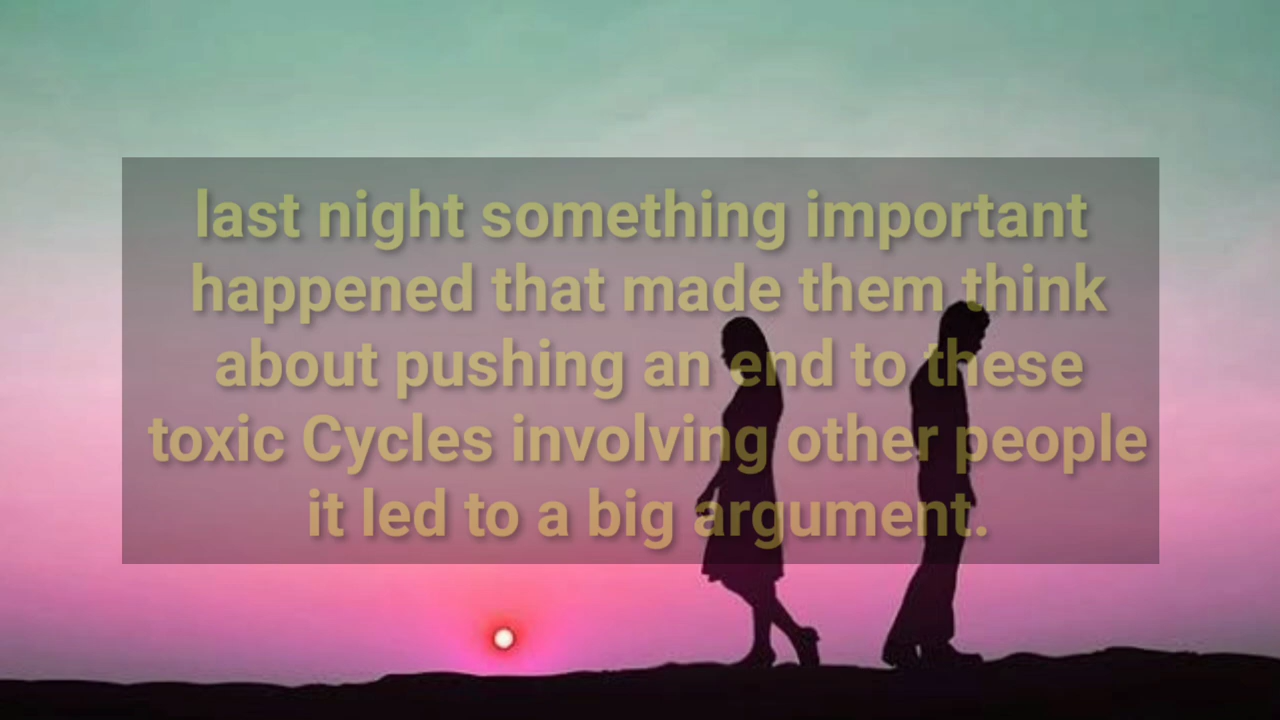 last night something important
happened that made them think
about pushing an end to these
toxic Cycles involving other people
it led to a big argument.